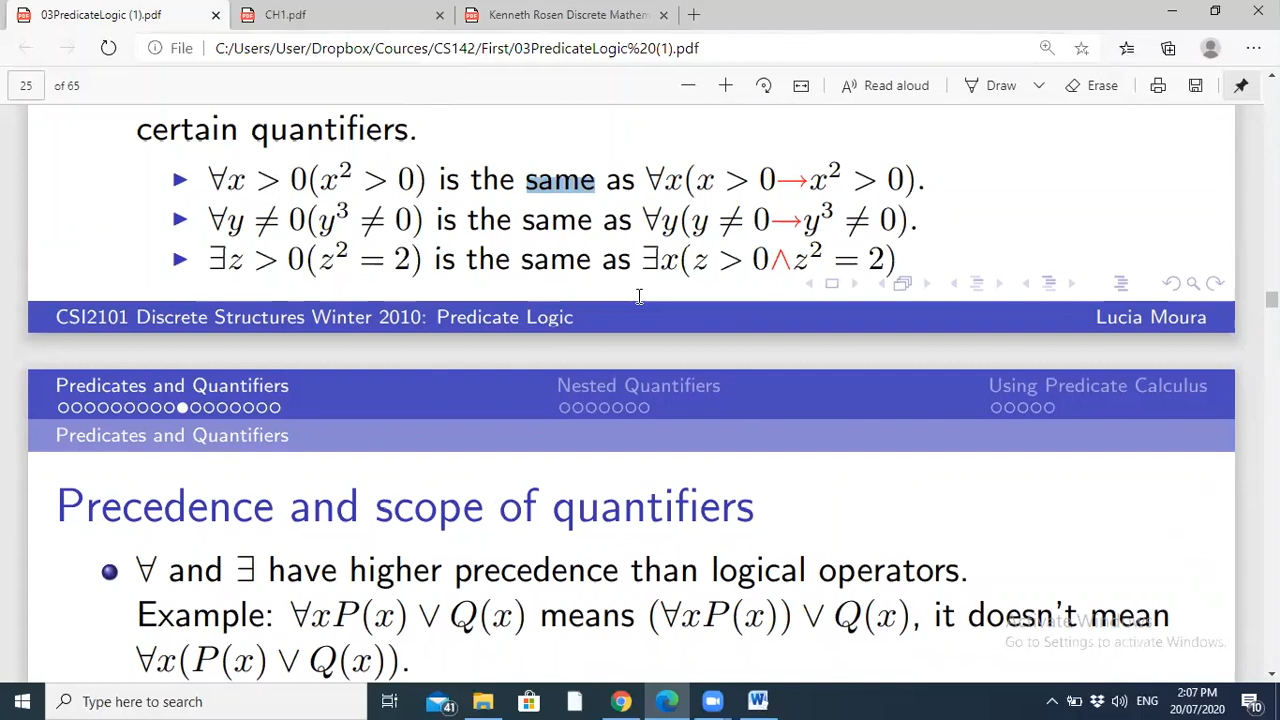 03PredicateLogic (1).pdf
CH1.pdf
Kenneth Rosen Discrete Mathem
File
C:/Users/User/Dropbox/Cources/CS142/First/03PredicateLogic%20(1).pdf
25 of 65
Read aloud
Draw
Erase
certain quantifiers.
▶ ∀x > 0(x² > 0) is the same as ∀x(x > 0→x² > 0).
▶ ∀y ≠ 0(y³ ≠ 0) is the same as ∀y(y ≠ 0→y³ ≠ 0).
▶ ∃z > 0(z² = 2) is the same as ∃x(z > 0∧z² = 2)
CSI2101 Discrete Structures Winter 2010: Predicate Logic
Lucia Moura
Predicates and Quantifiers
Nested Quantifiers
Using Predicate Calculus
Predicates and Quantifiers
Precedence and scope of quantifiers
∀ and ∃ have higher precedence than logical operators.
Example: ∀xP(x) ∨ Q(x) means (∀xP(x)) ∨ Q(x), it doesn't mean
∀x(P(x) ∨ Q(x)).
Activate Windows
Go to Settings to activate Windows.
Type here to search
41
ENG
2:07 PM
20/07/2020
10